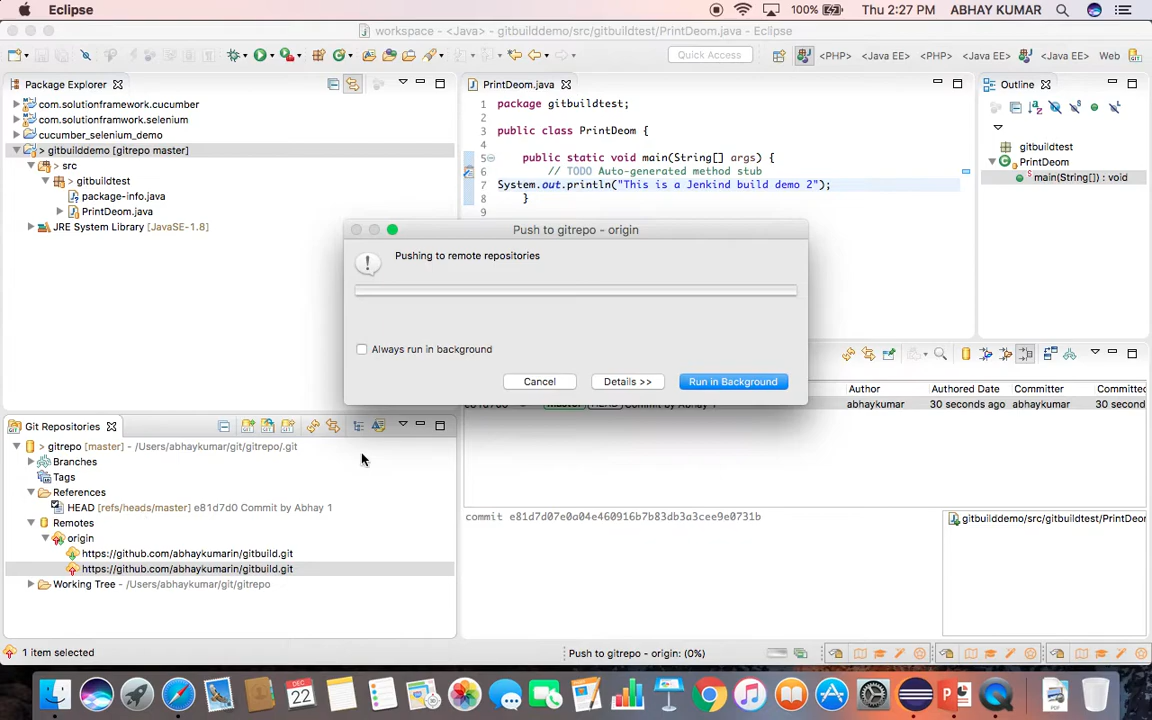 Eclipse
100%
Thu 2:27 PM
ABHAY KUMAR
workspace - <Java> - gitbuilddemo/src/gitbuildtest/PrintDeom.java - Eclipse
Quick Access
<PHP>
<Java EE>
<PHP>
<Java EE>
<Java EE>
Web
Package Explorer
com.solutionframework.cucumber
com.solutionframework.selenium
cucumber_selenium_demo
> gitbuilddemo [gitrepo master]
> src
> gitbuildtest
package-info.java
> PrintDeom.java
JRE System Library [JavaSE-1.8]
PrintDeom.java
1 package gitbuildtest;
2
3 public class PrintDeom {
4
5 public static void main(String[] args) {
6 // TODO Auto-generated method stub
7 System.out.println("This is a Jenkind build demo 2");
8 }
9
Outline
gitbuildtest
PrintDeom
main(String[]) : void
Push to gitrepo - origin
Pushing to remote repositories
Always run in background
Cancel
Details >>
Run in Background
Author
Authored Date
Committer
Committed
abhaykumar
30 seconds ago
abhaykumar
30 second
commit e81d7d07e0a04e460916b7b83db3a3cee9e0731b
gitbuilddemo/src/gitbuildtest/PrintDeor
Git Repositories
> gitrepo [master] - /Users/abhaykumar/git/gitrepo/.git
Branches
Tags
References
HEAD [refs/heads/master] e81d7d0 Commit by Abhay 1
Remotes
origin
https://github.com/abhaykumarin/gitbuild.git
https://github.com/abhaykumarin/gitbuild.git
Working Tree - /Users/abhaykumar/git/gitrepo
1 item selected
Push to gitrepo - origin: (0%)
DEC
22